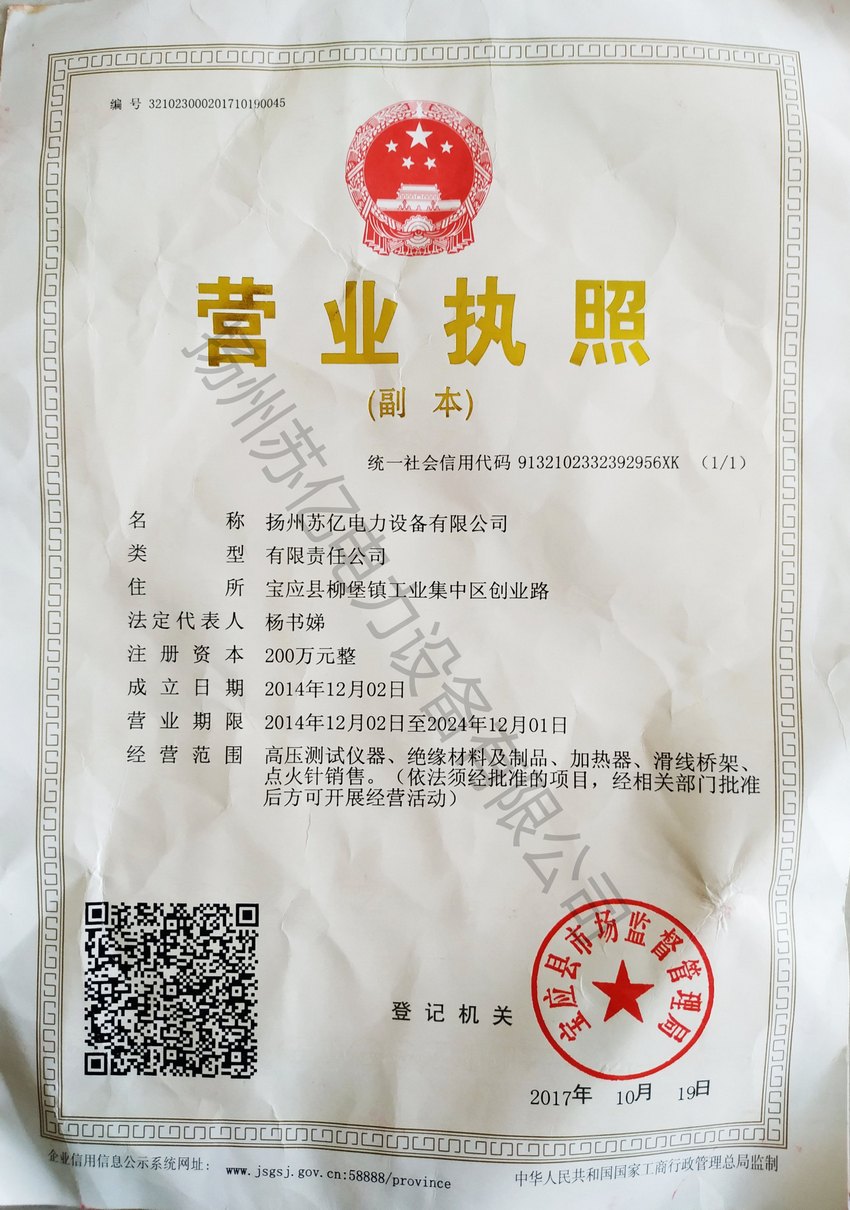 编 号 321023000201710190045
营业执照
(副 本)
统一社会信用代码 91321023323929​56XK （1/1）
名 称 扬州苏亿电力设备有限公司
类 型 有限责任公司
住 所 宝应县柳堡镇工业集中区创业路
法定代表人 杨书娣
注册资本 200万元整
成立日期 2014年12月02日
营业期限 2014年12月02日至2024年12月01日
经营范围 高压测试仪器、绝缘材料及制品、加热器、滑线桥架、
点火针销售。（依法须经批准的项目，经相关部门批准
后方可开展经营活动）
扬州苏亿电力设备有限公司
宝应县市场监督管理局
登记机关
2017年 10月 19日
企业信用信息公示系统网址： www.jsgsj.gov.cn:58888/province
中华人民共和国国家工商行政管理总局监制